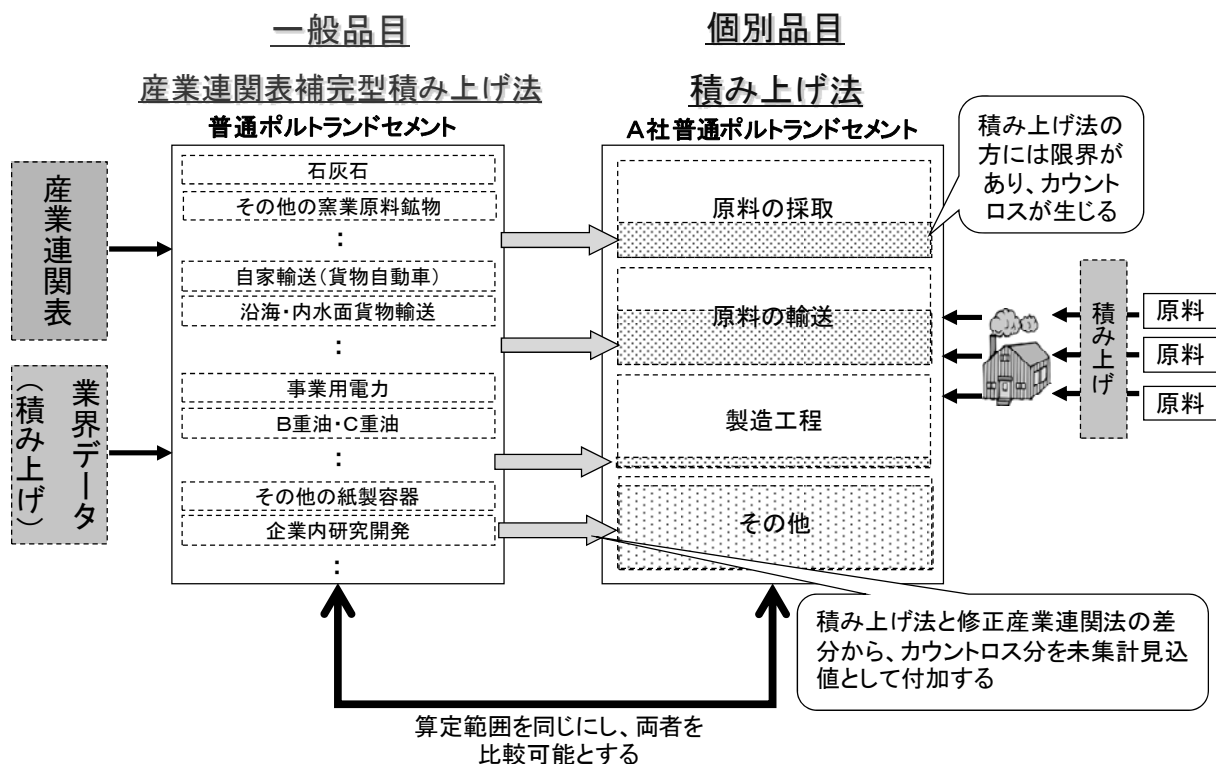 一般品目
産業連関表補完型積み上げ法
普通ポルトランドセメント
産業連関表
業界データ
(積み上げ)
石灰石
その他の窯業原料鉱物
:
自家輸送(貨物自動車)
沿海・内水面貨物輸送
:
事業用電力
B重油・C重油
:
その他の紙製容器
企業内研究開発
:
個別品目
積み上げ法
A社普通ポルトランドセメント
原料の採取
原料の輸送
製造工程
その他
積み上げ法の
方には限界が
あり、カウント
ロスが生じる
積み上げ
原料
原料
原料
積み上げ法と修正産業連関法の差
分から、カウントロス分を未集計見込
値として付加する
算定範囲を同じにし、両者を
比較可能とする